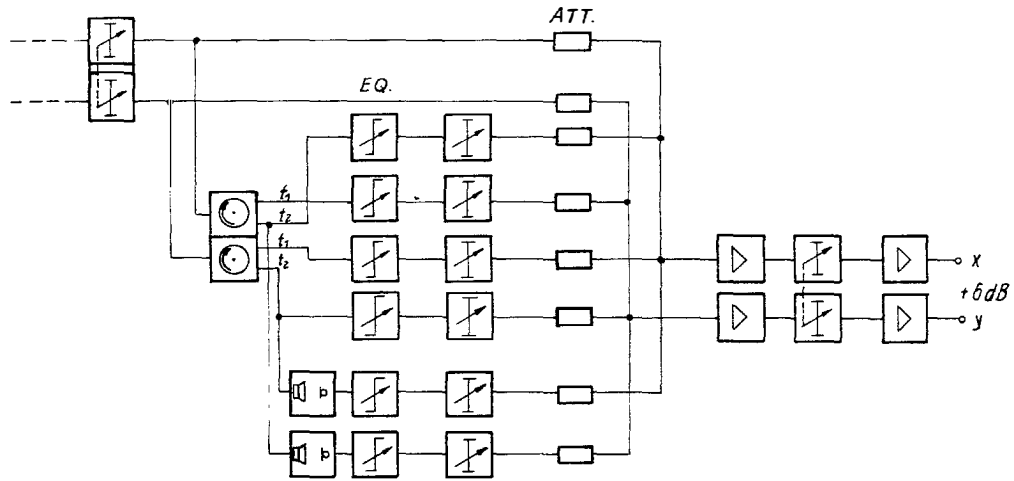 ATT.
EQ.
t₁
t₂
t₁
t₂
x
+6dB
y